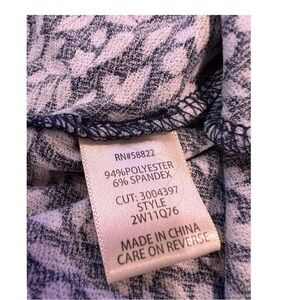 RN#58822
94%POLYESTER
6% SPANDEX
CUT: 3004397
STYLE
2W11Q76
MADE IN CHINA
CARE ON REVERSE